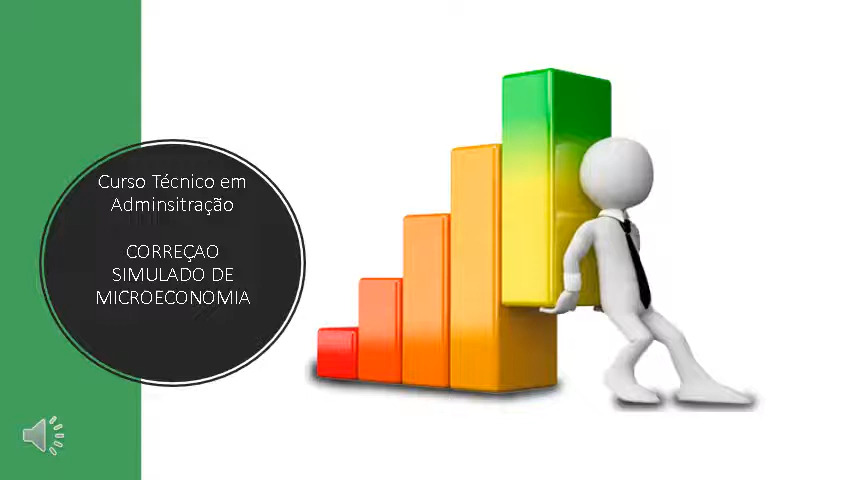 Curso Técnico em
Adminsitração
CORREÇAO
SIMULADO DE
MICROECONOMIA